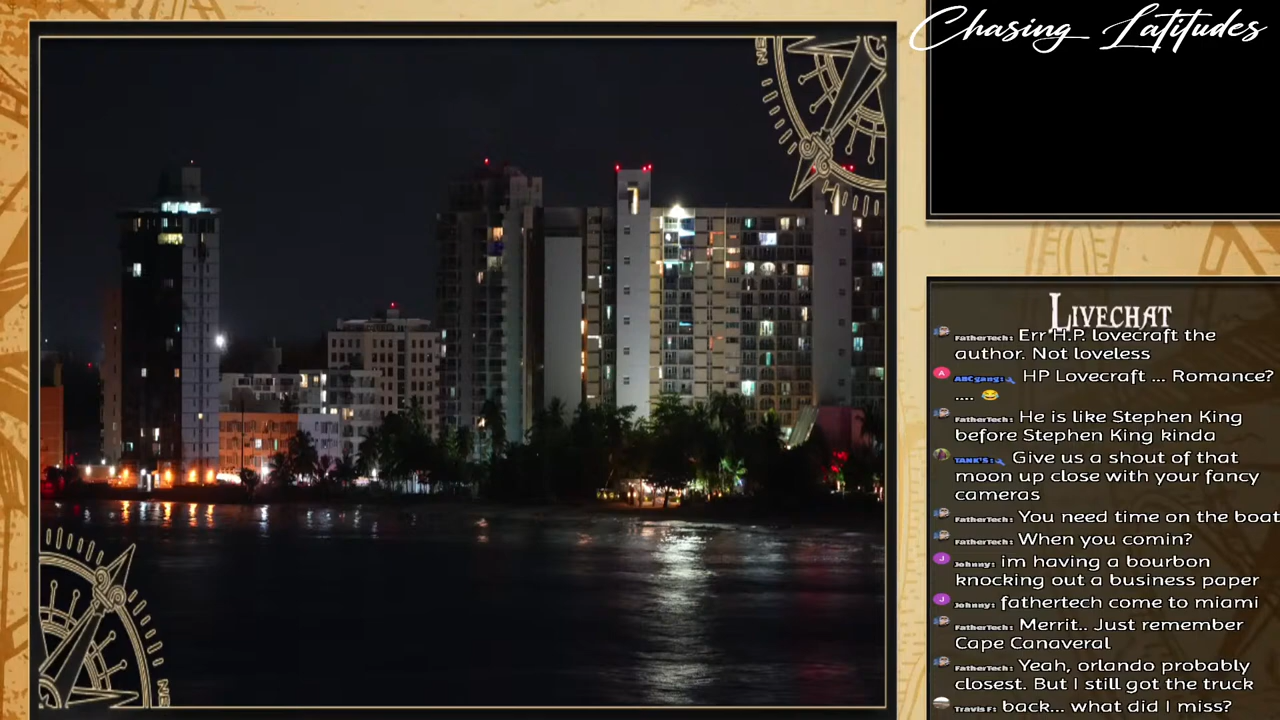 Chasing Latitudes
LIVECHAT
FatherTech: Err H.P. lovecraft the
author. Not loveless
ABCgang: HP Lovecraft ... Romance?
.... 😂
FatherTech: He is like Stephen King
before Stephen King kinda
TANK'S: Give us a shout of that
moon up close with your fancy
cameras
FatherTech: You need time on the boat
FatherTech: When you comin?
Johnny: im having a bourbon
knocking out a business paper
Johnny: fathertech come to miami
FatherTech: Merrit.. Just remember
Cape Canaveral
FatherTech: Yeah, orlando probably
closest. But I still got the truck
Travis F: back... what did I miss?
NE